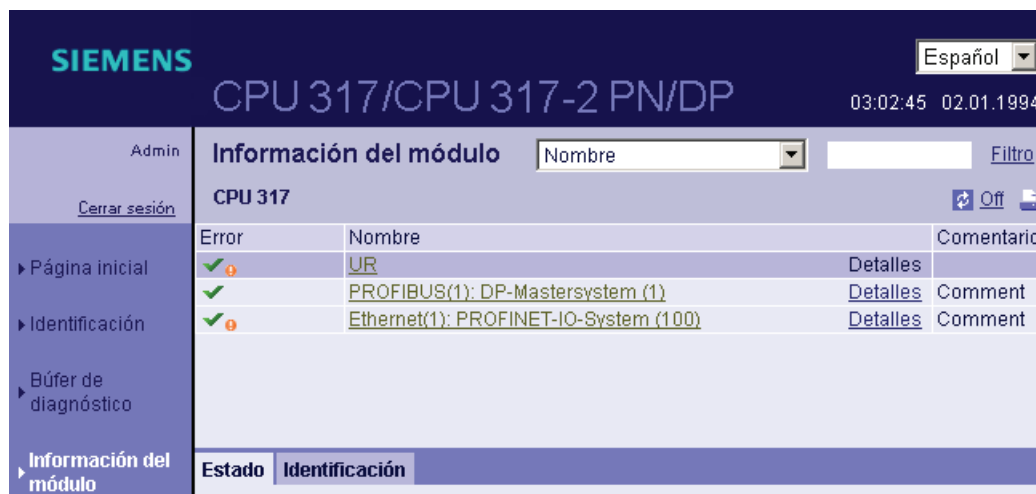 SIEMENS
Español
CPU 317/CPU 317-2 PN/DP
03:02:45 02.01.1994
Admin
Información del módulo
Nombre
Filtro
Cerrar sesión
CPU 317
Off
Error Nombre Comentario
UR Detalles
PROFIBUS(1): DP-Mastersystem (1) Detalles Comment
Ethernet(1): PROFINET-IO-System (100) Detalles Comment
Página inicial
Identificación
Búfer de
diagnóstico
Información del
módulo
Estado Identificación